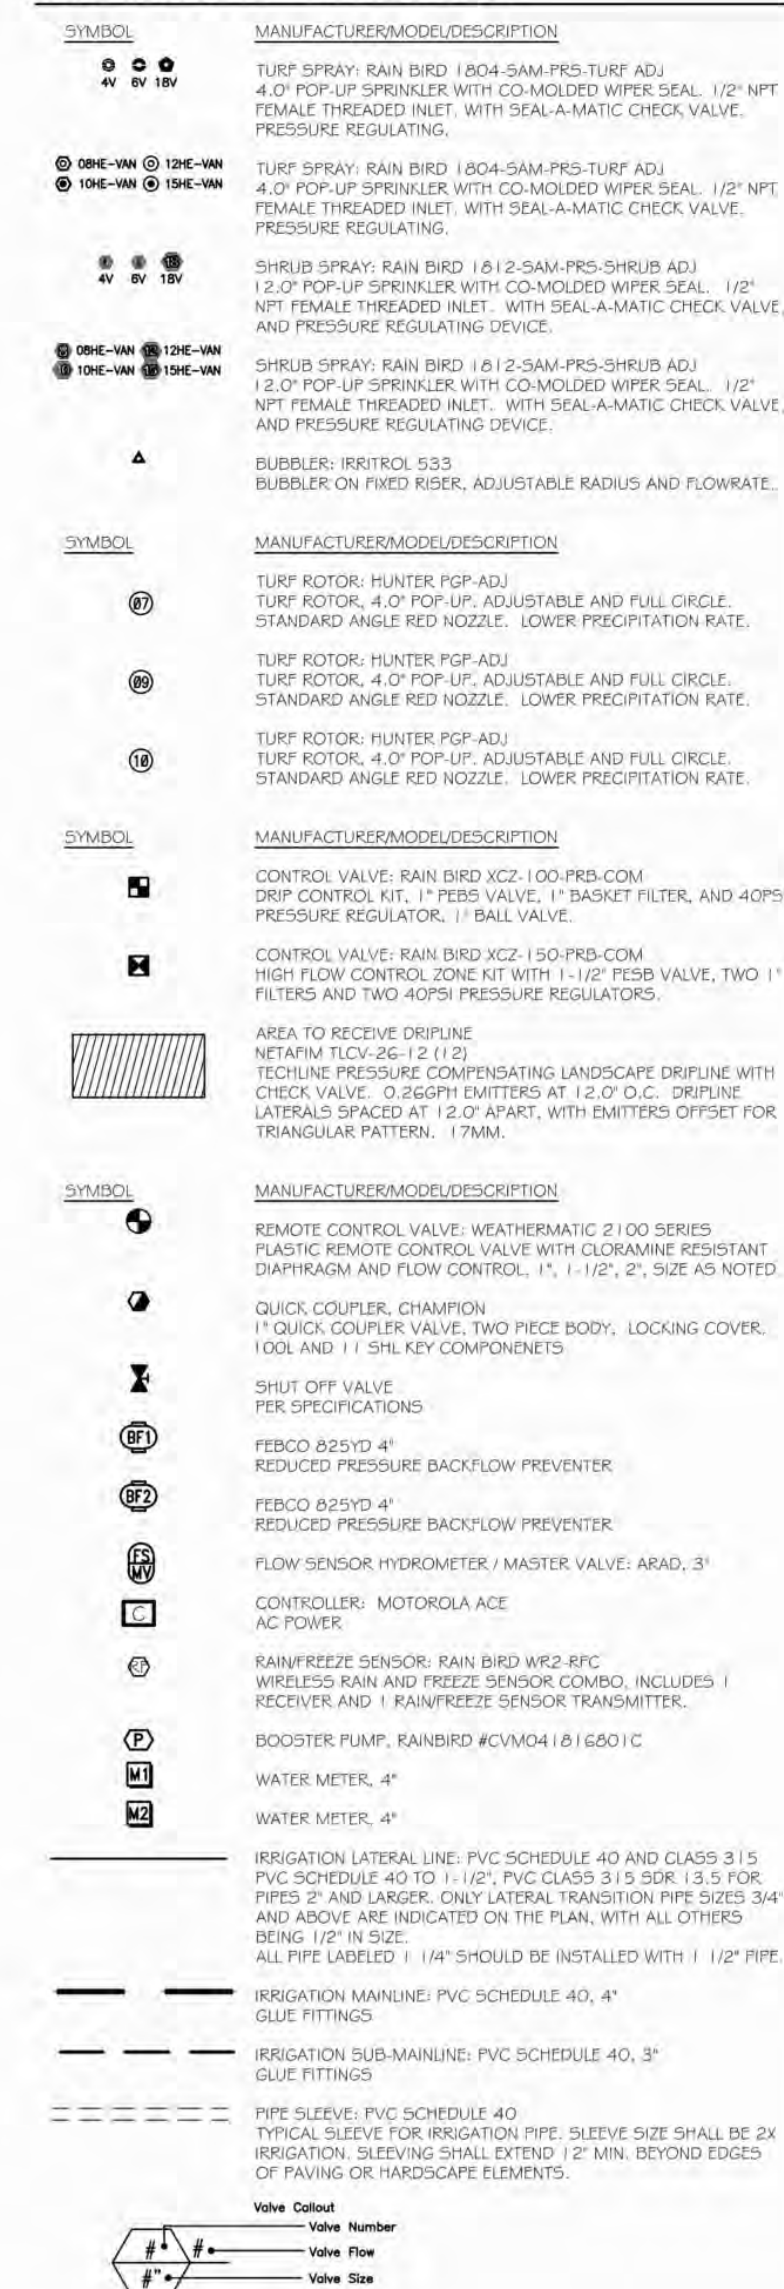 SYMBOL MANUFACTURER/MODEL/DESCRIPTION
4V 6V 18V
TURF SPRAY: RAIN BIRD 1804-SAM-PRS-TURF ADJ
4.0" POP-UP SPRINKLER WITH CO-MOLDED WIPER SEAL. 1/2" NPT
FEMALE THREADED INLET. WITH SEAL-A-MATIC CHECK VALVE.
PRESSURE REGULATING.
08HE-VAN 12HE-VAN
10HE-VAN 15HE-VAN
TURF SPRAY: RAIN BIRD 1804-SAM-PRS-TURF ADJ
4.0" POP-UP SPRINKLER WITH CO-MOLDED WIPER SEAL. 1/2" NPT
FEMALE THREADED INLET. WITH SEAL-A-MATIC CHECK VALVE.
PRESSURE REGULATING.
4V 6V 18V
SHRUB SPRAY: RAIN BIRD 1812-SAM-PRS-SHRUB ADJ
12.0" POP-UP SPRINKLER WITH CO-MOLDED WIPER SEAL. 1/2"
NPT FEMALE THREADED INLET. WITH SEAL-A-MATIC CHECK VALVE,
AND PRESSURE REGULATING DEVICE.
08HE-VAN 12HE-VAN
10HE-VAN 15HE-VAN
SHRUB SPRAY: RAIN BIRD 1812-SAM-PRS-SHRUB ADJ
12.0" POP-UP SPRINKLER WITH CO-MOLDED WIPER SEAL. 1/2"
NPT FEMALE THREADED INLET. WITH SEAL-A-MATIC CHECK VALVE,
AND PRESSURE REGULATING DEVICE.
BUBBLER: IRRITROL 533
BUBBLER ON FIXED RISER, ADJUSTABLE RADIUS AND FLOWRATE.
SYMBOL MANUFACTURER/MODEL/DESCRIPTION
07
TURF ROTOR: HUNTER PGP-ADJ
TURF ROTOR, 4.0" POP-UP. ADJUSTABLE AND FULL CIRCLE.
STANDARD ANGLE RED NOZZLE. LOWER PRECIPITATION RATE.
09
TURF ROTOR: HUNTER PGP-ADJ
TURF ROTOR, 4.0" POP-UP. ADJUSTABLE AND FULL CIRCLE.
STANDARD ANGLE RED NOZZLE. LOWER PRECIPITATION RATE.
10
TURF ROTOR: HUNTER PGP-ADJ
TURF ROTOR, 4.0" POP-UP. ADJUSTABLE AND FULL CIRCLE.
STANDARD ANGLE RED NOZZLE. LOWER PRECIPITATION RATE.
SYMBOL MANUFACTURER/MODEL/DESCRIPTION
CONTROL VALVE: RAIN BIRD XCZ-100-PRB-COM
DRIP CONTROL KIT, 1" PEBS VALVE, 1" BASKET FILTER, AND 40PSI
PRESSURE REGULATOR, 1" BALL VALVE.
CONTROL VALVE: RAIN BIRD XCZ-150-PRB-COM
HIGH FLOW CONTROL ZONE KIT WITH 1-1/2" PESB VALVE, TWO 1"
FILTERS AND TWO 40PSI PRESSURE REGULATORS.
AREA TO RECEIVE DRIPLINE
NETAFIM TLCV-26-12 (12)
TECHLINE PRESSURE COMPENSATING LANDSCAPE DRIPLINE WITH
CHECK VALVE. 0.26GPH EMITTERS AT 12.0" O.C. DRIPLINE
LATERALS SPACED AT 12.0" APART, WITH EMITTERS OFFSET FOR
TRIANGULAR PATTERN. 17MM.
SYMBOL MANUFACTURER/MODEL/DESCRIPTION
REMOTE CONTROL VALVE: WEATHERMATIC 2100 SERIES
PLASTIC REMOTE CONTROL VALVE WITH CLORAMINE RESISTANT
DIAPHRAGM AND FLOW CONTROL. 1", 1-1/2", 2", SIZE AS NOTED
QUICK COUPLER, CHAMPION
1" QUICK COUPLER VALVE, TWO PIECE BODY. LOCKING COVER.
100L AND 11 SHL KEY COMPONENETS
SHUT OFF VALVE
PER SPECIFICATIONS
BF1
FEBCO 825YD 4"
REDUCED PRESSURE BACKFLOW PREVENTER
BF2
FEBCO 825YD 4"
REDUCED PRESSURE BACKFLOW PREVENTER
FS
MV
FLOW SENSOR HYDROMETER / MASTER VALVE: ARAD, 3"
C
CONTROLLER: MOTOROLA ACE
AC POWER
RF
RAIN/FREEZE SENSOR: RAIN BIRD WR2-RFC
WIRELESS RAIN AND FREEZE SENSOR COMBO, INCLUDES 1
RECEIVER AND 1 RAIN/FREEZE SENSOR TRANSMITTER.
P BOOSTER PUMP, RAINBIRD #CVM041816801C
M1 WATER METER, 4"
M2 WATER METER, 4"
IRRIGATION LATERAL LINE: PVC SCHEDULE 40 AND CLASS 315
PVC SCHEDULE 40 TO 1-1/2", PVC CLASS 315 SDR 13.5 FOR
PIPES 2" AND LARGER. ONLY LATERAL TRANSITION PIPE SIZES 3/4"
AND ABOVE ARE INDICATED ON THE PLAN, WITH ALL OTHERS
BEING 1/2" IN SIZE.
ALL PIPE LABELED 1 1/4" SHOULD BE INSTALLED WITH 1 1/2" PIPE.
IRRIGATION MAINLINE: PVC SCHEDULE 40, 4"
GLUE FITTINGS
IRRIGATION SUB-MAINLINE: PVC SCHEDULE 40, 3"
GLUE FITTINGS
PIPE SLEEVE: PVC SCHEDULE 40
TYPICAL SLEEVE FOR IRRIGATION PIPE. SLEEVE SIZE SHALL BE 2X
IRRIGATION. SLEEVING SHALL EXTEND 12" MIN. BEYOND EDGES
OF PAVING OR HARDSCAPE ELEMENTS.
Valve Callout
Valve Number
# # Valve Flow
#" Valve Size